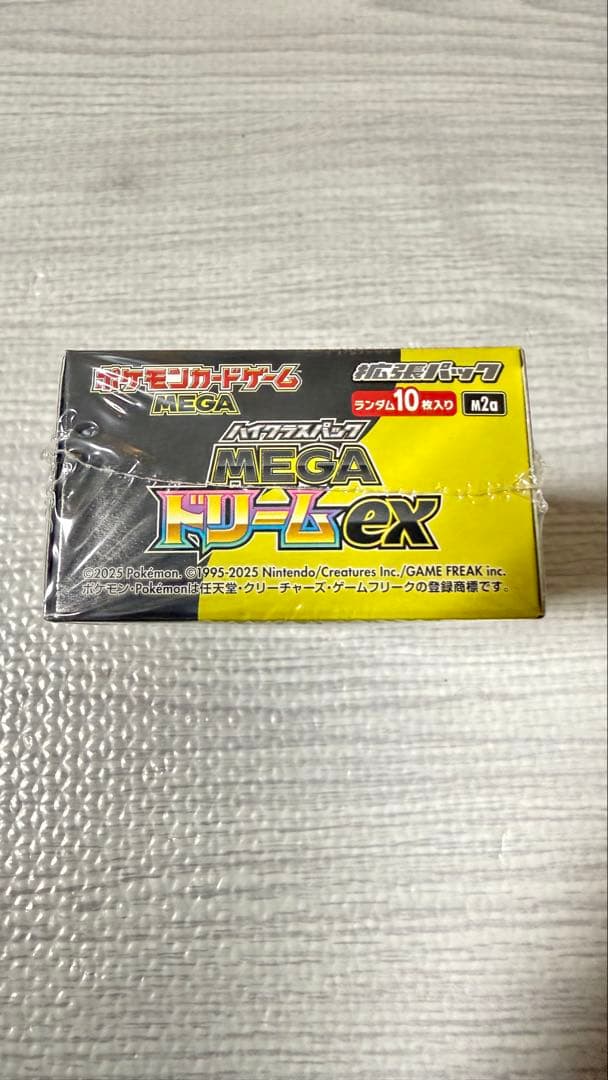 ポケモンカードゲーム
MEGA
拡張パック
ランダム10枚入り M2a
ハイクラスパック
MEGA
ドリームex
©2025 Pokémon. ©1995-2025 Nintendo/Creatures Inc./GAME FREAK inc.
ポケモン・Pokémonは任天堂・クリーチャーズ・ゲームフリークの登録商標です。